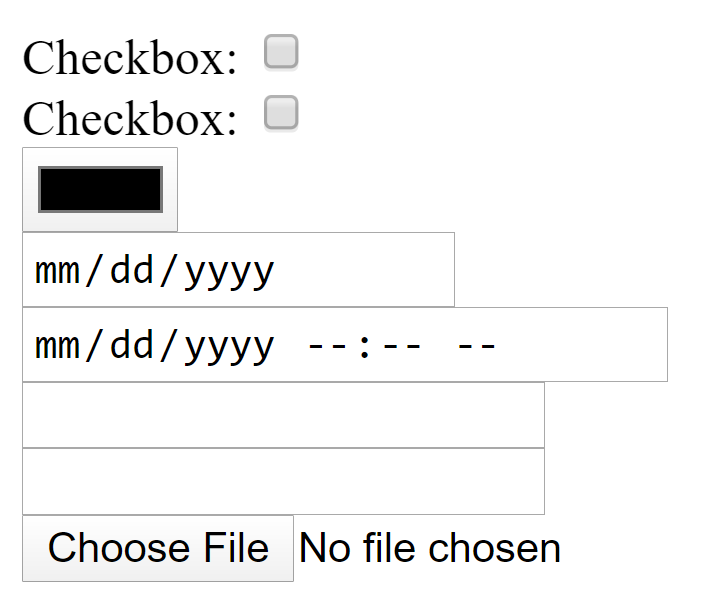 Checkbox:
Checkbox:
mm/dd/yyyy
mm/dd/yyyy --:-- --
Choose File No file chosen